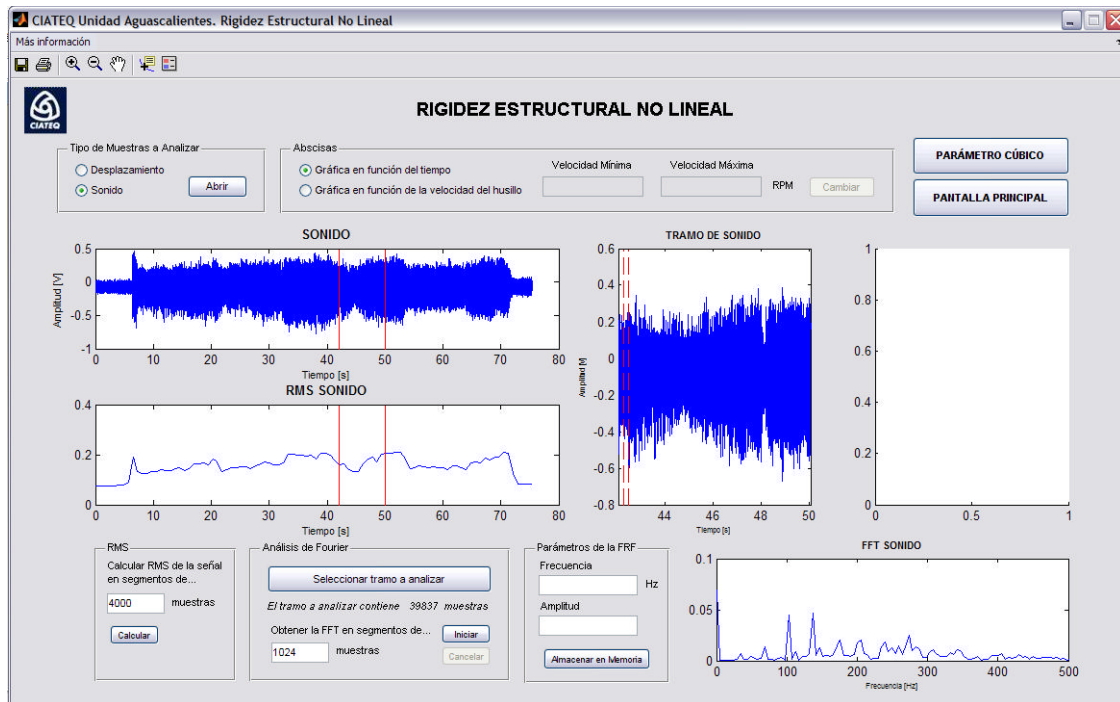 CIATEQ Unidad Aguascalientes. Rigidez Estructural No Lineal
Más información
CIATEQ
RIGIDEZ ESTRUCTURAL NO LINEAL
Tipo de Muestras a Analizar
Desplazamiento
Sonido
Abrir
Abscisas
Gráfica en función del tiempo
Gráfica en función de la velocidad del husillo
Velocidad Mínima
Velocidad Máxima
RPM
Cambiar
PARÁMETRO CÚBICO
PANTALLA PRINCIPAL
SONIDO
Amplitud [V]
0.5
0
-0.5
-1
0 10 20 30 40 50 60 70 80
Tiempo [s]
RMS SONIDO
0.4
0.2
0
0 10 20 30 40 50 60 70 80
Tiempo [s]
TRAMO DE SONIDO
Amplitud [V]
0.6
0.4
0.2
0
-0.2
-0.4
-0.6
-0.8
44 46 48 50
Tiempo [s]
1
0.8
0.6
0.4
0.2
0
0 0.5 1
RMS
Calcular RMS de la señal
en segmentos de...
4000 muestras
Calcular
Análisis de Fourier
Seleccionar tramo a analizar
El tramo a analizar contiene 39837 muestras
Obtener la FFT en segmentos de...
1024 muestras
Iniciar
Cancelar
Parámetros de la FRF
Frecuencia
Hz
Amplitud
Almacenar en Memoria
FFT SONIDO
0.1
0.05
0
0 100 200 300 400 500
Frecuencia [Hz]